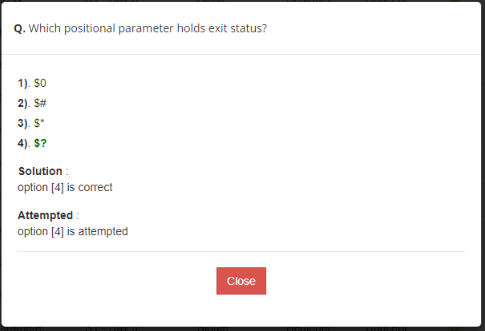 Q. Which positional parameter holds exit status?
1). $0
2). $#
3). $*
4). $?
Solution :
option [4] is correct
Attempted :
option [4] is attempted
Close